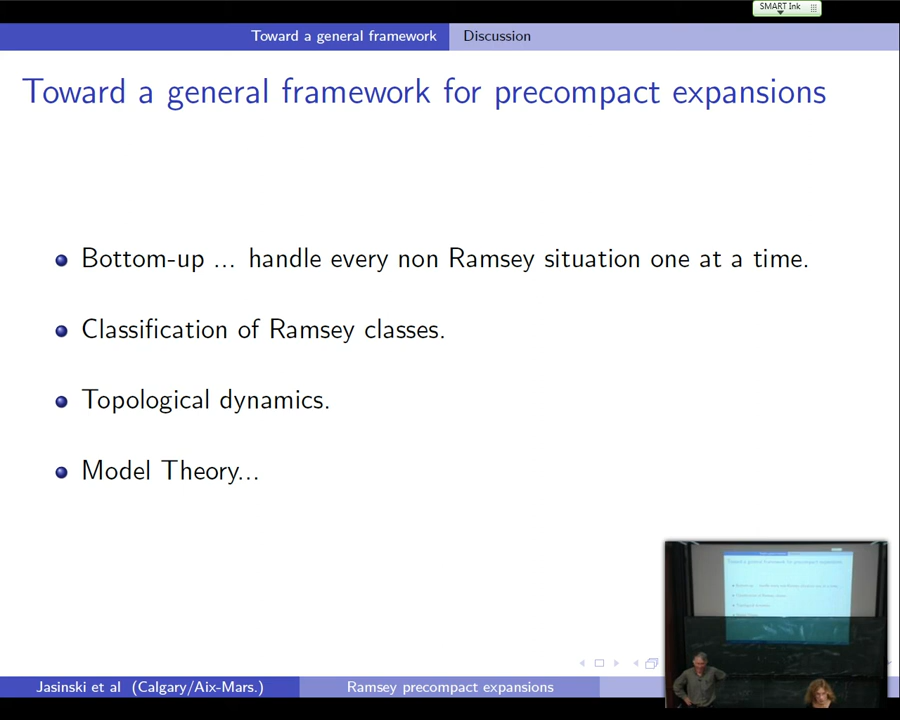 SMART Ink
Toward a general framework Discussion
Toward a general framework for precompact expansions
Bottom-up ... handle every non Ramsey situation one at a time.
Classification of Ramsey classes.
Topological dynamics.
Model Theory...
Jasinski et al (Calgary/Aix-Mars.) Ramsey precompact expansions